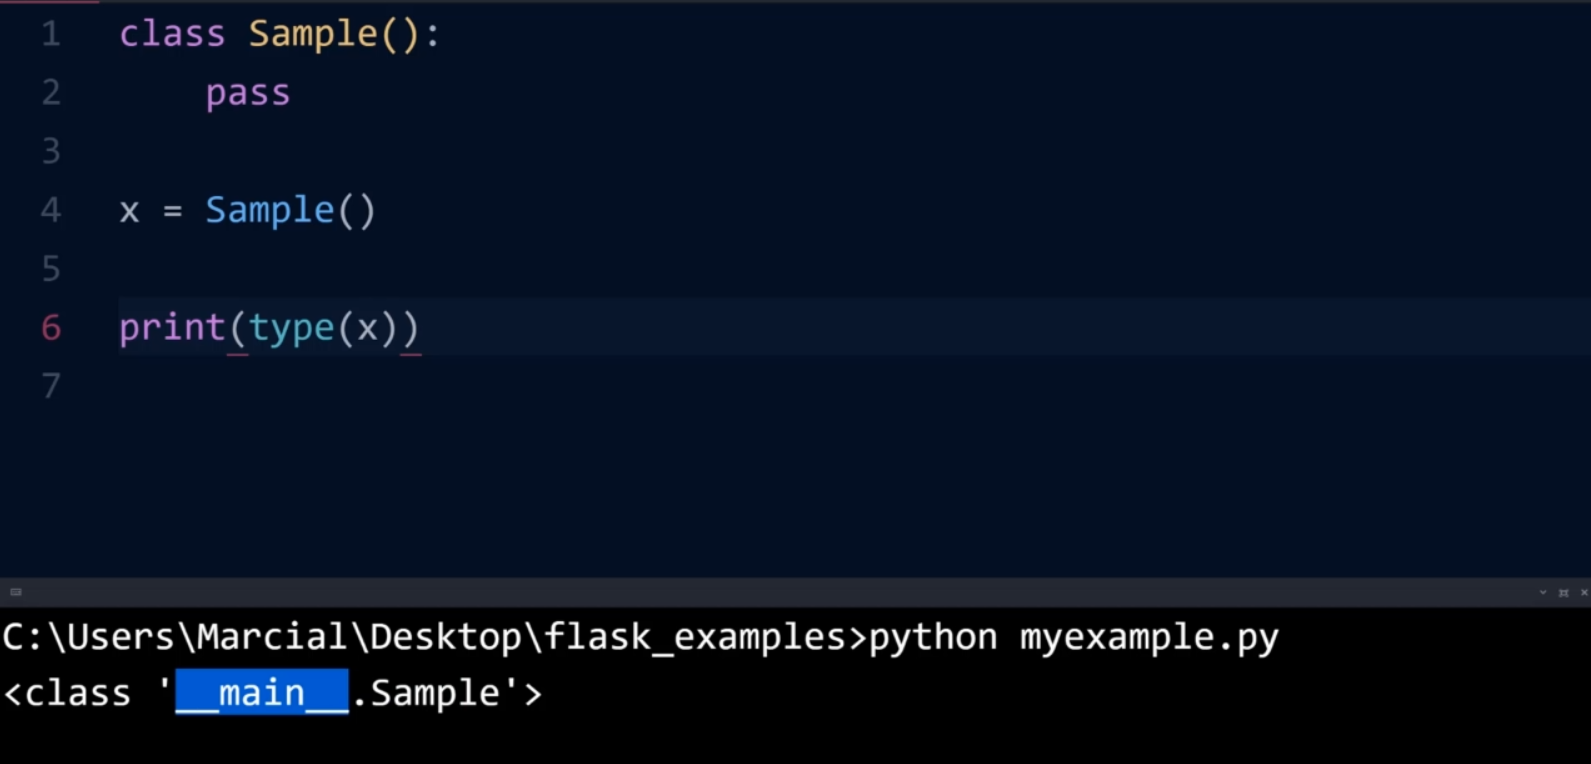 1 class Sample():
2     pass
3
4 x = Sample()
5
6 print(type(x))
7
C:\Users\Marcial\Desktop\flask_examples>python myexample.py
<class '__main__.Sample'>